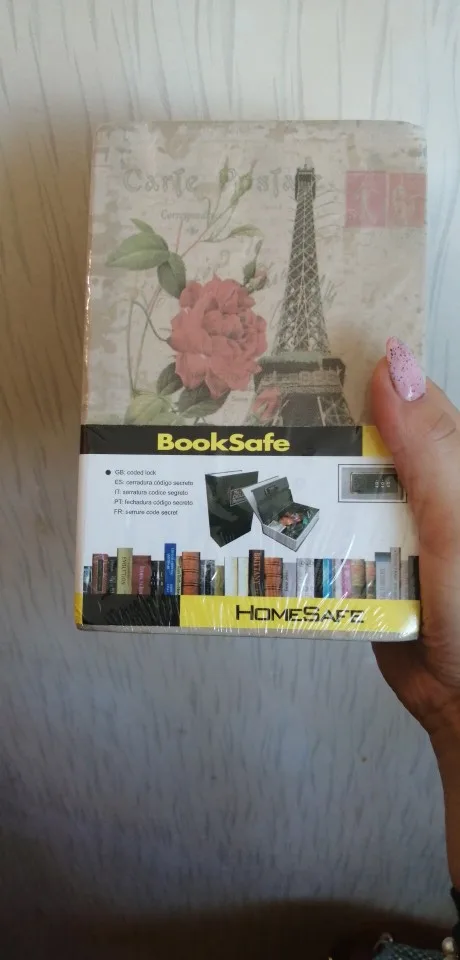 Carte Postale
BookSafe
GB: coded lock
ES: cerradura código secreto
IT: serratura codice segreto
PT: fechadura código secreto
FR: serrure code secret
HOMESAFE